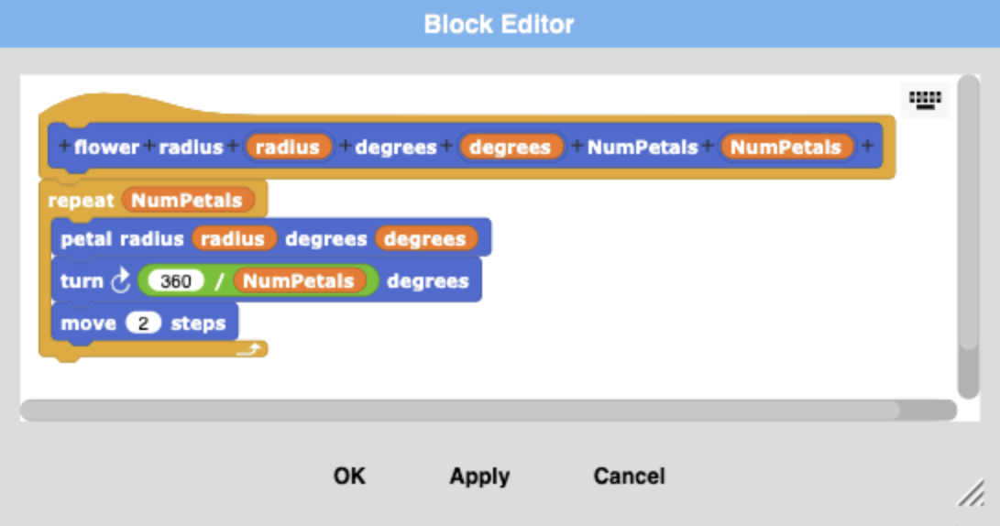 Block Editor
+ flower + radius + radius + degrees + degrees + NumPetals + NumPetals +
repeat NumPetals
petal radius radius degrees degrees
turn 360 / NumPetals degrees
move 2 steps
OK Apply Cancel